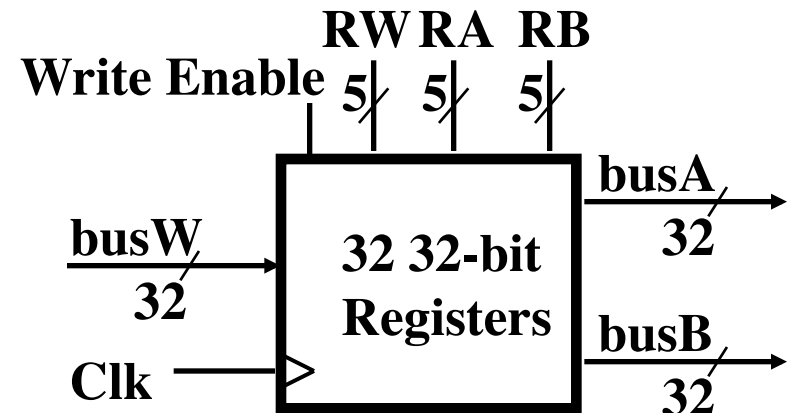 RW RA RB
Write Enable
5 5 5
busA
32
busW
32
32 32-bit
Registers
busB
32
Clk